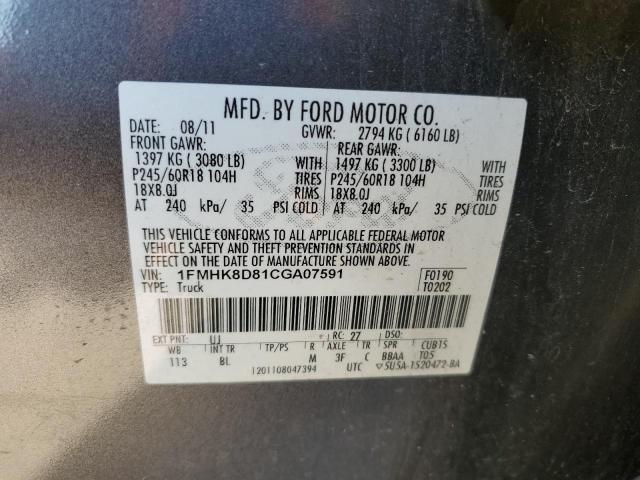 MFD. BY FORD MOTOR CO.
DATE: 08/11 GVWR: 2794 KG ( 6160 LB)
FRONT GAWR: REAR GAWR:
1397 KG ( 3080 LB) WITH 1497 KG ( 3300 LB) WITH
P245/60R18 104H TIRES P245/60R18 104H TIRES
18X8.0J RIMS 18X8.0J RIMS
AT 240 kPa/ 35 PSI COLD AT 240 kPa/ 35 PSI COLD
THIS VEHICLE CONFORMS TO ALL APPLICABLE FEDERAL MOTOR
VEHICLE SAFETY AND THEFT PREVENTION STANDARDS IN
EFFECT ON THE DATE OF MANUFACTURE SHOWN ABOVE.
VIN: 1FMHK8D81CGA07591 F0190
TYPE: Truck T0202
EXT PNT: UJ RC: 27 DSO:
WB INT TR TP/PS R AXLE TR SPR CUB1S
113 BL M 3F C BBAA T05
1201108047394 UTC ▽5U5A-1520472-BA